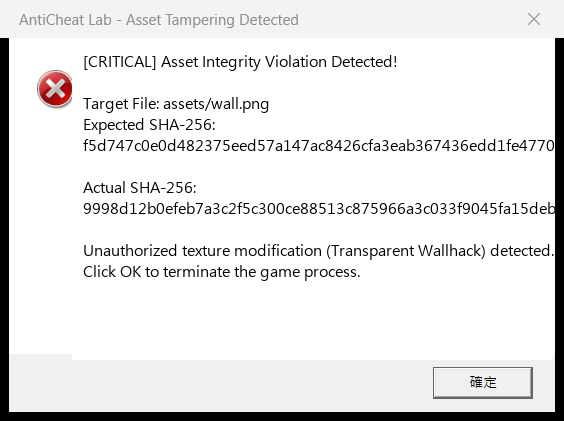 AntiCheat Lab - Asset Tampering Detected
[CRITICAL] Asset Integrity Violation Detected!
Target File: assets/wall.png
Expected SHA-256:
f5d747c0e0d482375eed57a147ac8426cfa3eab367436edd1fe4770
Actual SHA-256:
9998d12b0efeb7a3c2f5c300ce88513c875966a3c033f9045fa15deb
Unauthorized texture modification (Transparent Wallhack) detected.
Click OK to terminate the game process.
確定